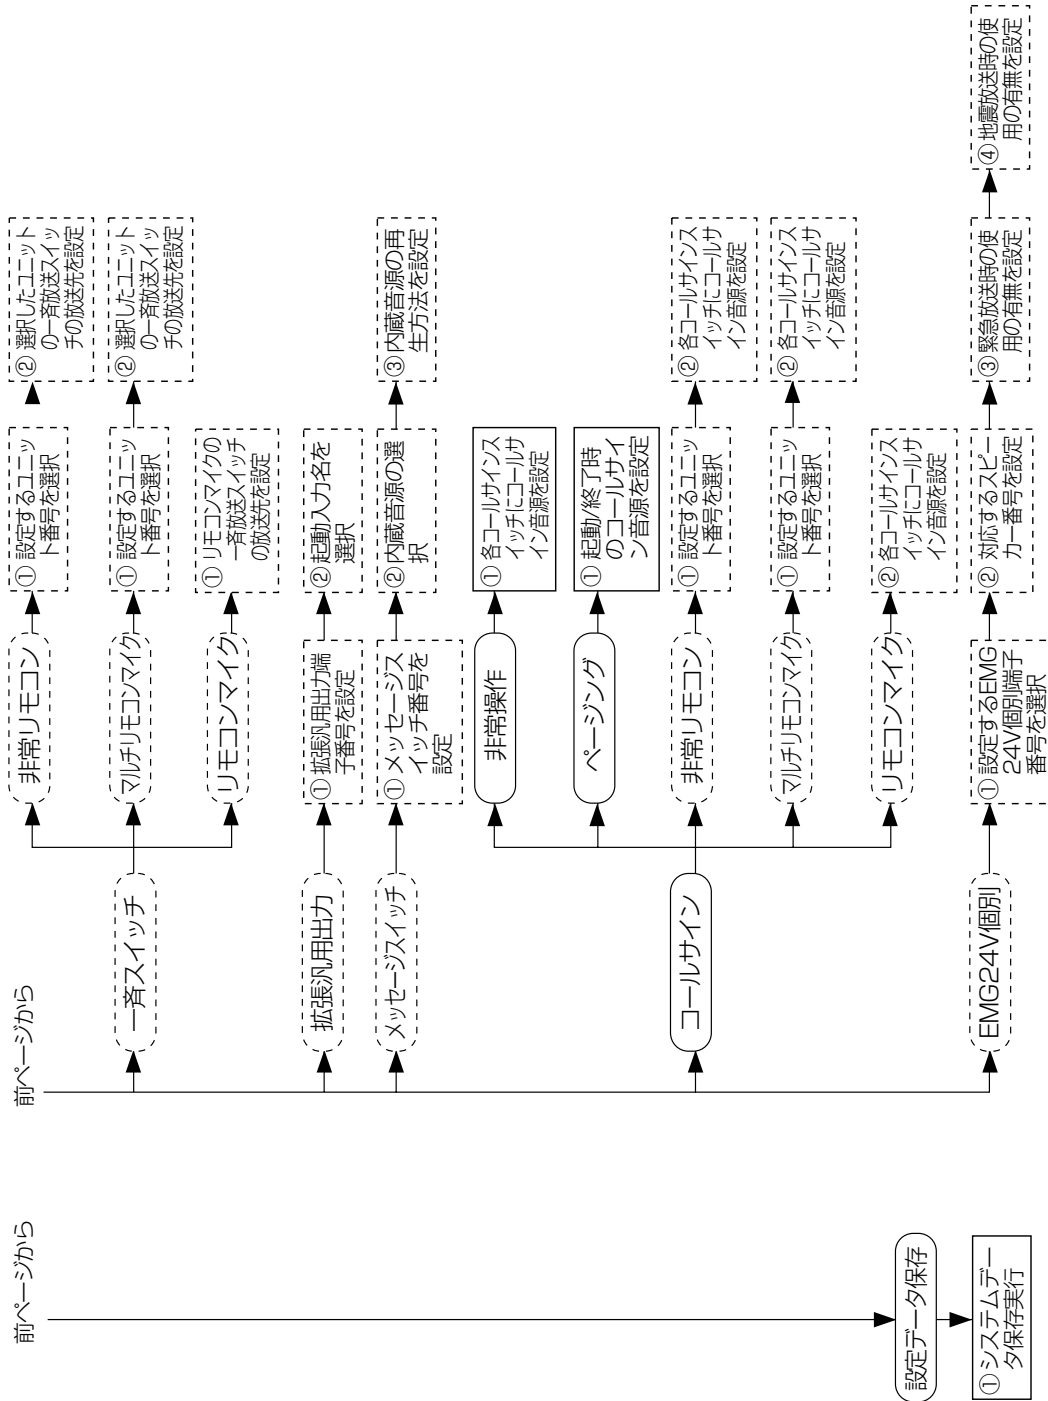 前ページから
設定データ保存
① システムデー
タ保存実行
前ページから
一斉スイッチ
非常リモコン
① 設定するユニッ
ト番号を選択
② 選択したユニット
の一斉放送スイッ
チの放送先を設定
マルチリモコンマイク
① 設定するユニッ
ト番号を選択
② 選択したユニット
の一斉放送スイッ
チの放送先を設定
リモコンマイク
① リモコンマイクの
一斉放送スイッチ
の放送先を設定
拡張汎用出力
① 拡張汎用出力端
子番号を設定
② 起動入力名を
選択
メッセージスイッチ
① メッセージス
イッチ番号を
設定
② 内蔵音源の選
択
③ 内蔵音源の再
生方法を設定
コールサイン
非常操作
① 各コールサインス
イッチにコールサ
イン音源を設定
ページング
① 起動/終了時
のコールサイ
ン音源を設定
非常リモコン
① 設定するユニッ
ト番号を選択
② 各コールサインス
イッチにコールサ
イン音源を設定
マルチリモコンマイク
① 設定するユニッ
ト番号を選択
② 各コールサインス
イッチにコールサ
イン音源を設定
リモコンマイク
② 各コールサインス
イッチにコールサ
イン音源を設定
EMG24V個別
① 設定するEMG
24V個別端子
番号を選択
② 対応するスピー
カー番号を設定
③ 緊急放送時の使
用の有無を設定
④ 地震放送時の使
用の有無を設定